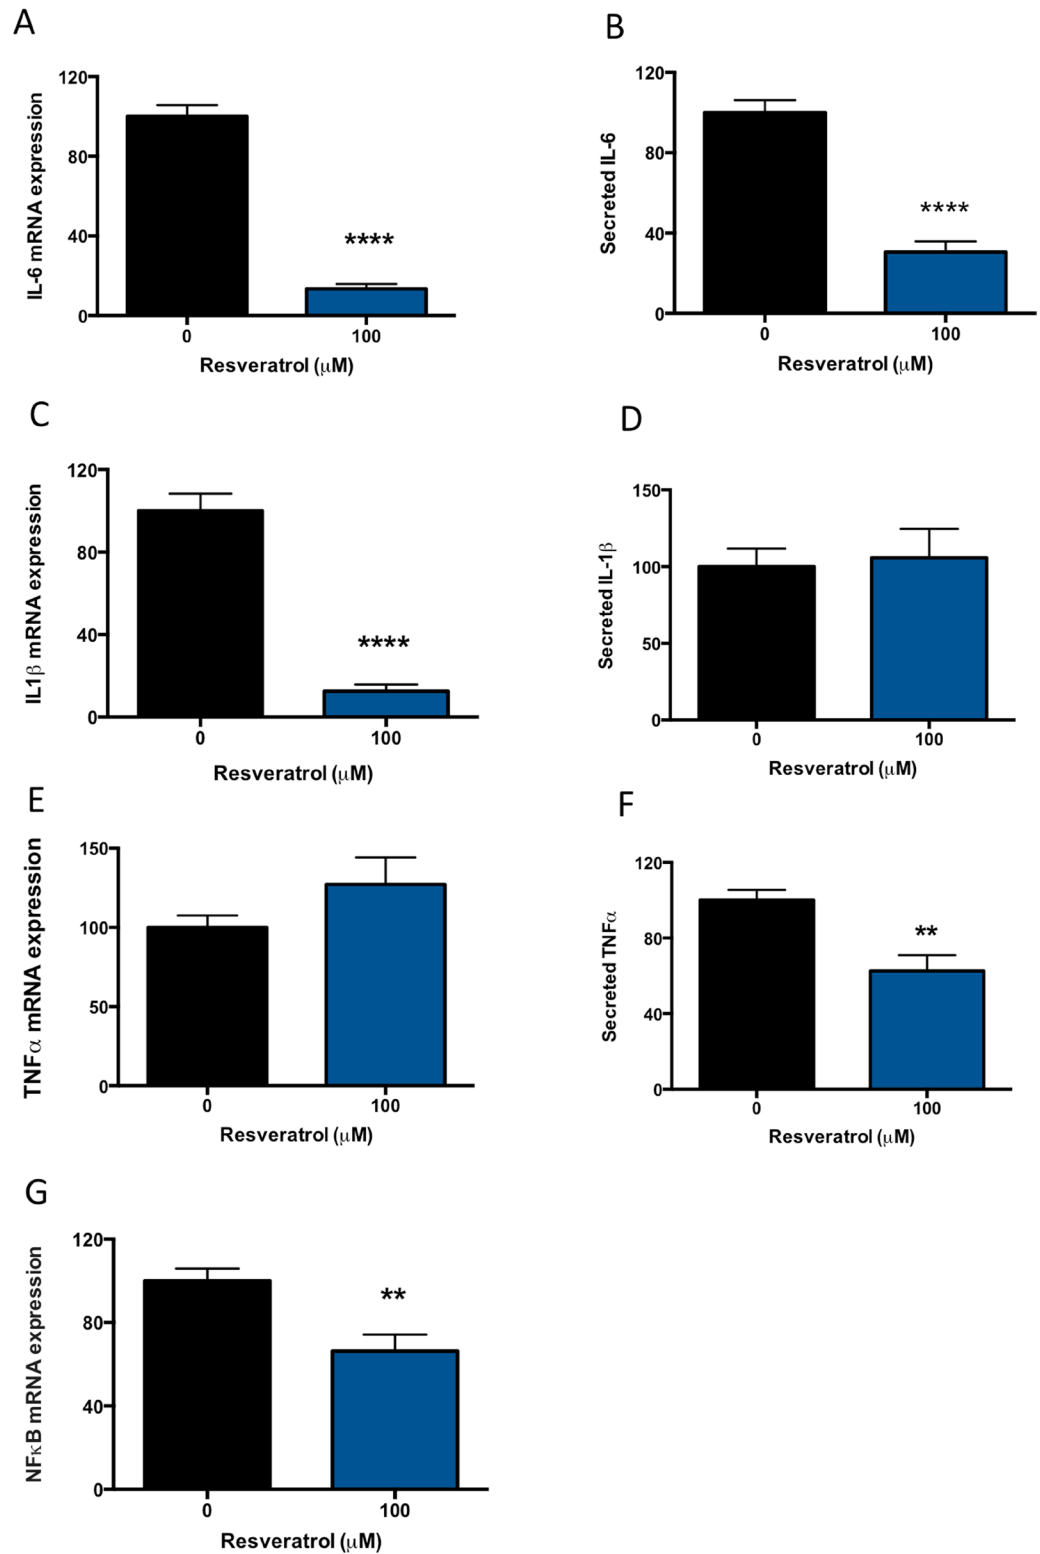 A
IL-6 mRNA expression
120
80
40
0
****
0
100
Resveratrol (μM)
B
Secreted IL-6
120
80
40
0
****
0
100
Resveratrol (μM)
C
IL1β mRNA expression
120
80
40
0
****
0
100
Resveratrol (μM)
D
Secreted IL-1β
150
100
50
0
0
100
Resveratrol (μM)
E
TNFα mRNA expression
150
100
50
0
0
100
Resveratrol (μM)
F
Secreted TNFα
120
80
40
0
**
0
100
Resveratrol (μM)
G
NFκB mRNA expression
120
80
40
0
**
0
100
Resveratrol (μM)